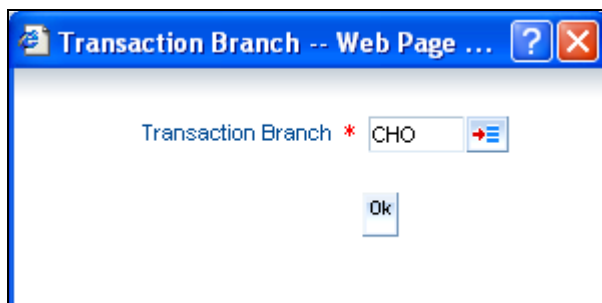 Transaction Branch -- Web Page ...
Transaction Branch * CHO
Ok